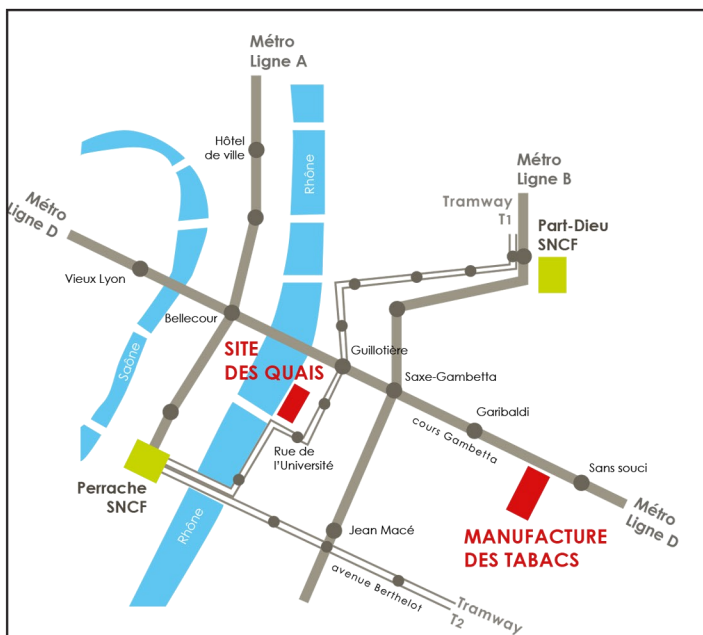 Métro
Ligne A
Hôtel
de ville
Rhône
Métro
Ligne B
Tramway
T1
Part-Dieu
SNCF
Métro
Ligne D
Vieux Lyon
Bellecour
Saône
SITE
DES QUAIS
Guillotière
Saxe-Gambetta
Garibaldi
cours Gambetta
Rue de
l'Université
Sans souci
Perrache
SNCF
Rhône
Jean Macé
MANUFACTURE
DES TABACS
Métro
Ligne D
avenue Berthelot
Tramway
T2